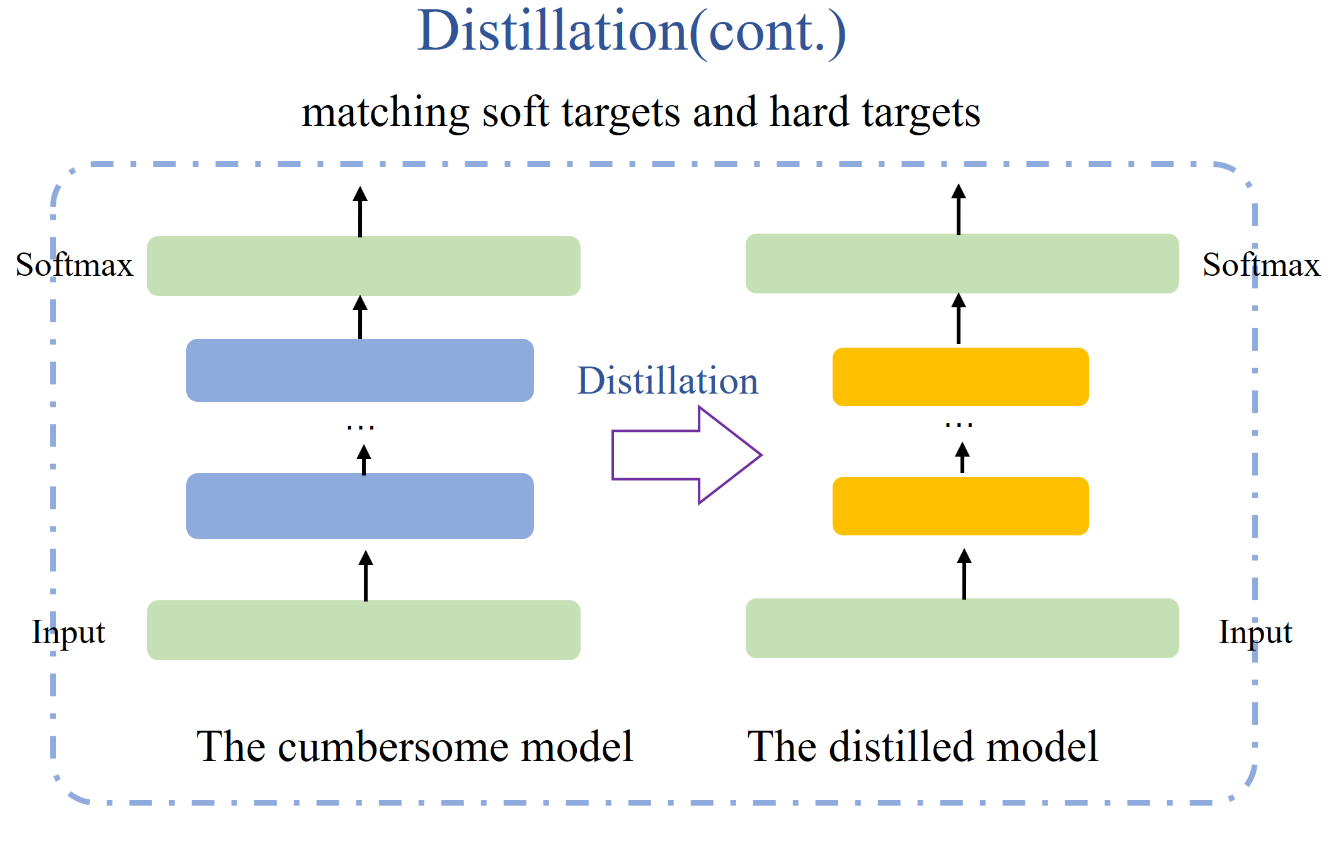 Distillation(cont.)
matching soft targets and hard targets
Softmax
Softmax
Distillation
...
...
Input
Input
The cumbersome model
The distilled model